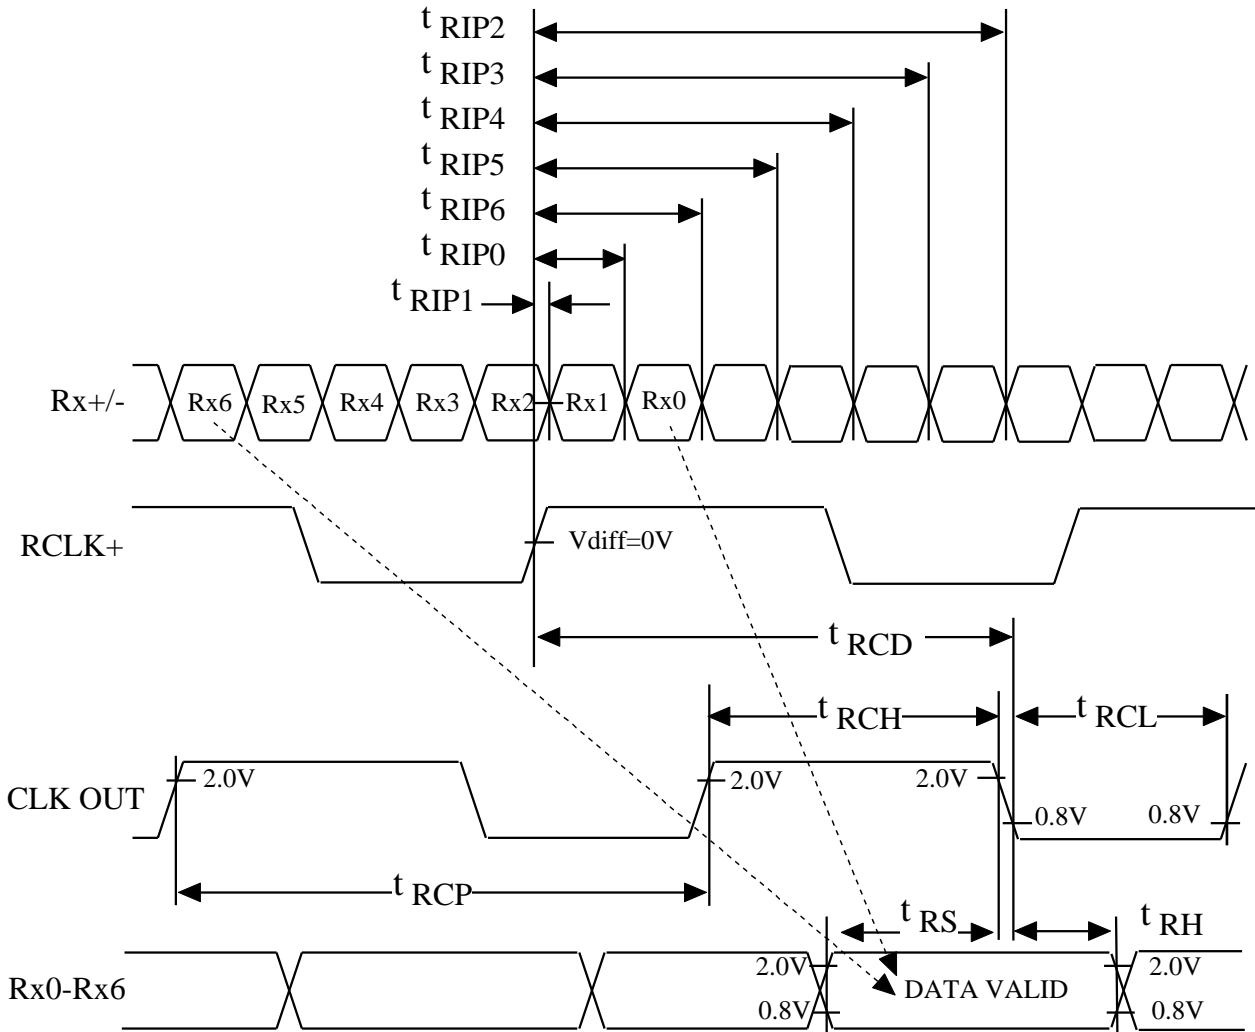 t RIP2
t RIP3
t RIP4
t RIP5
t RIP6
t RIP0
t RIP1
Rx+/- Rx6 Rx5 Rx4 Rx3 Rx2 Rx1 Rx0
RCLK+ Vdiff=0V
t RCD
t RCH t RCL
CLK OUT 2.0V 2.0V 2.0V 0.8V 0.8V
t RCP
t RS t RH
Rx0-Rx6 2.0V 0.8V DATA VALID 2.0V 0.8V